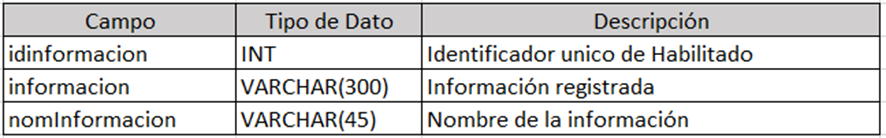 Campo Tipo de Dato Descripción
idinformacion INT Identificador unico de Habilitado
informacion VARCHAR(300) Información registrada
nomInformacion VARCHAR(45) Nombre de la información